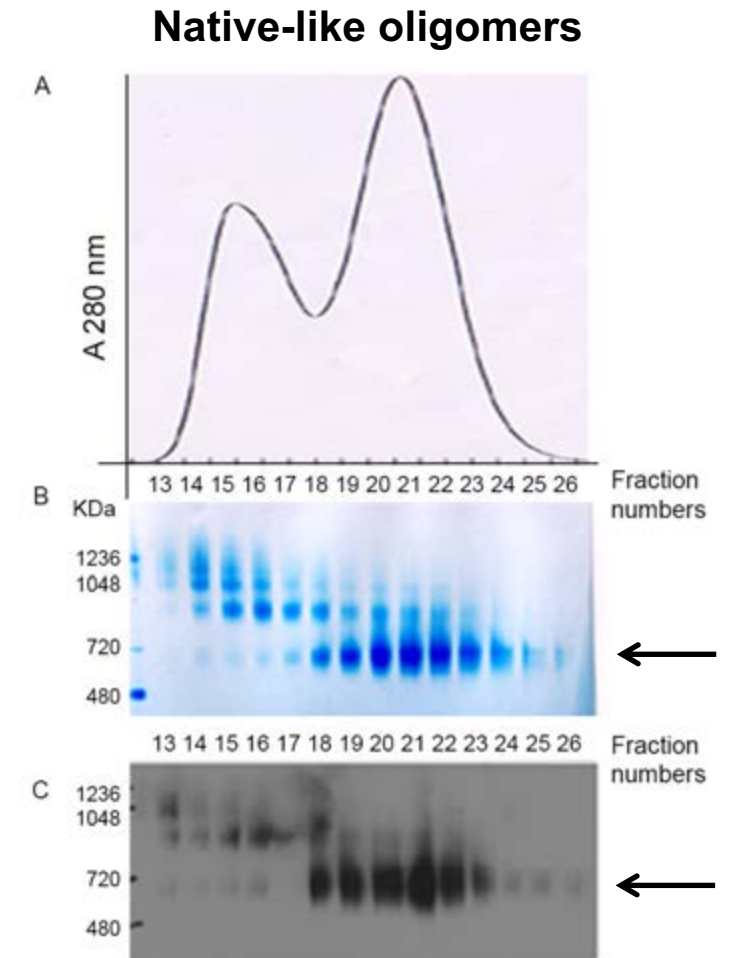 Native-like oligomers
A
A 280 nm
13 14 15 16 17 18 19 20 21 22 23 24 25 26
Fraction
numbers
B
KDa
1236
1048
720
480
13 14 15 16 17 18 19 20 21 22 23 24 25 26
Fraction
numbers
C
1236
1048
720
480